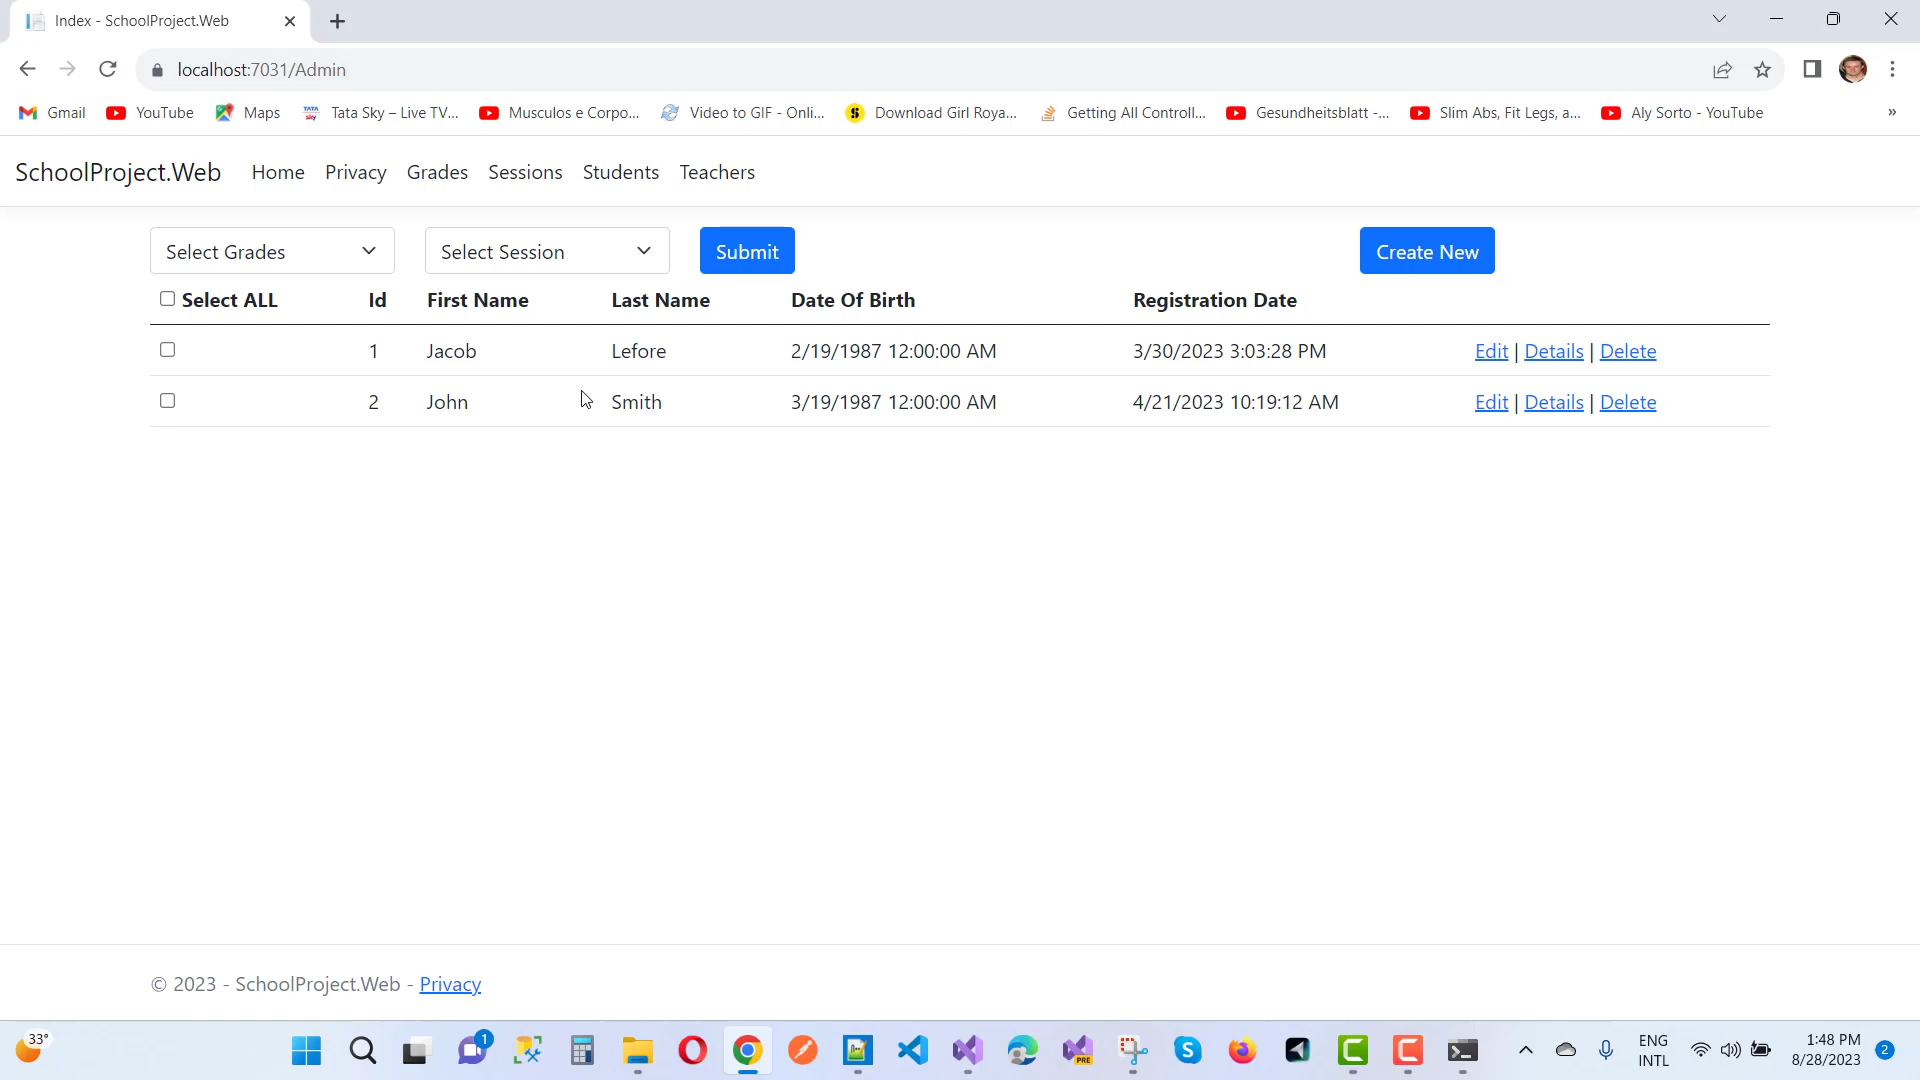 Index - SchoolProject.Web
localhost:7031/Admin
Gmail YouTube Maps Tata Sky – Live TV... Musculos e Corpo... Video to GIF - Onli... Download Girl Roya... Getting All Controll... Gesundheitsblatt -... Slim Abs, Fit Legs, a... Aly Sorto - YouTube »
SchoolProject.Web Home Privacy Grades Sessions Students Teachers
Select Grades Select Session Submit Create New
Select ALL Id First Name Last Name Date Of Birth Registration Date
1 Jacob Lefore 2/19/1987 12:00:00 AM 3/30/2023 3:03:28 PM Edit | Details | Delete
2 John Smith 3/19/1987 12:00:00 AM 4/21/2023 10:19:12 AM Edit | Details | Delete
© 2023 - SchoolProject.Web - Privacy
33°
1
PRE
ENG
INTL
1:48 PM
8/28/2023
2